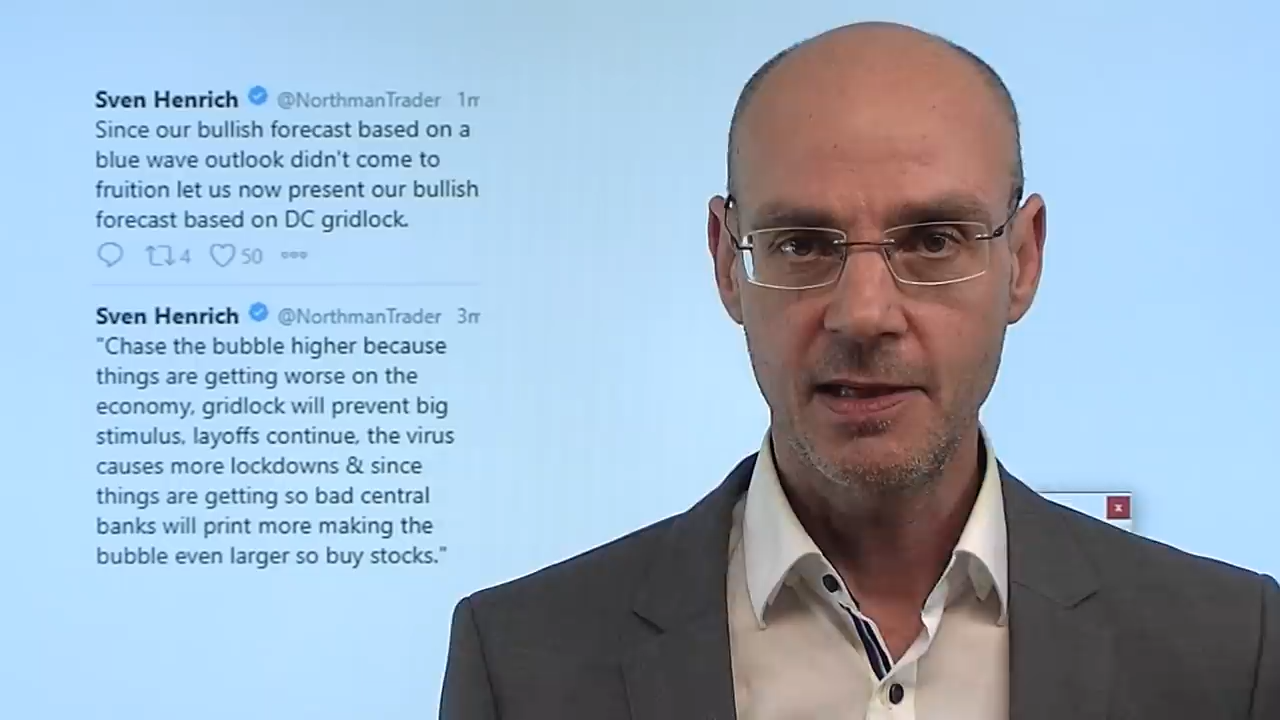 Sven Henrich @NorthmanTrader 1m
Since our bullish forecast based on a
blue wave outlook didn't come to
fruition let us now present our bullish
forecast based on DC gridlock.
4 50
Sven Henrich @NorthmanTrader 3m
"Chase the bubble higher because
things are getting worse on the
economy, gridlock will prevent big
stimulus, layoffs continue, the virus
causes more lockdowns & since
things are getting so bad central
banks will print more making the
bubble even larger so buy stocks."
x